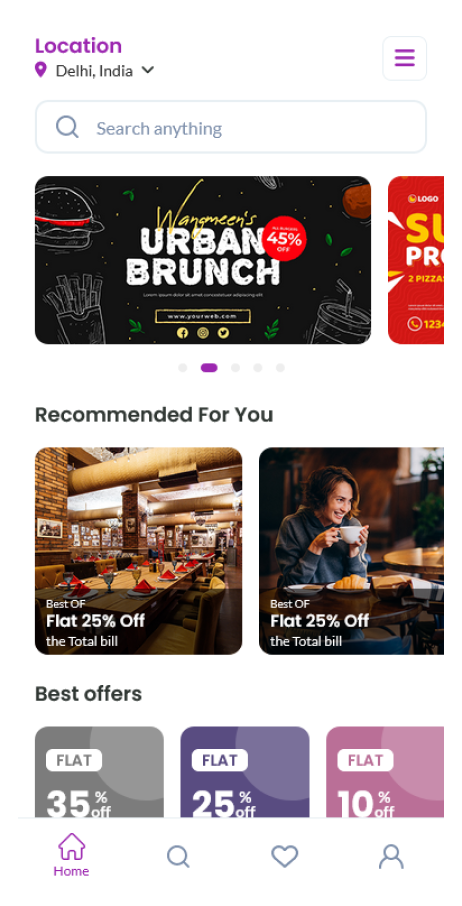 Location
Delhi, India
Search anything
Wangmeen's
URBAN
BRUNCH
45%
OFF
Lorem ipsum dolor sit amet consectetuer adipiscing elit
www.yourweb.com
LOGO
SU
PRO
2 PIZZAS
1234
Recommended For You
Best OF
Flat 25% Off
the Total bill
Best OF
Flat 25% Off
the Total bill
Best offers
FLAT
35% off
FLAT
25% off
FLAT
10% off
Home